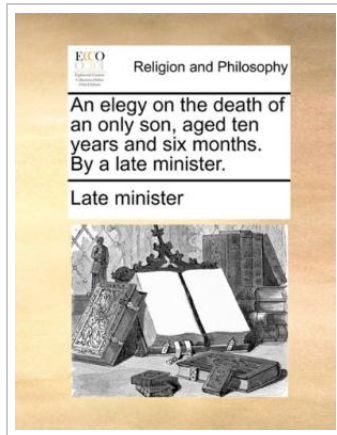 ECCO
Religion and Philosophy
An elegy on the death of
an only son, aged ten
years and six months.
By a late minister.
Late minister